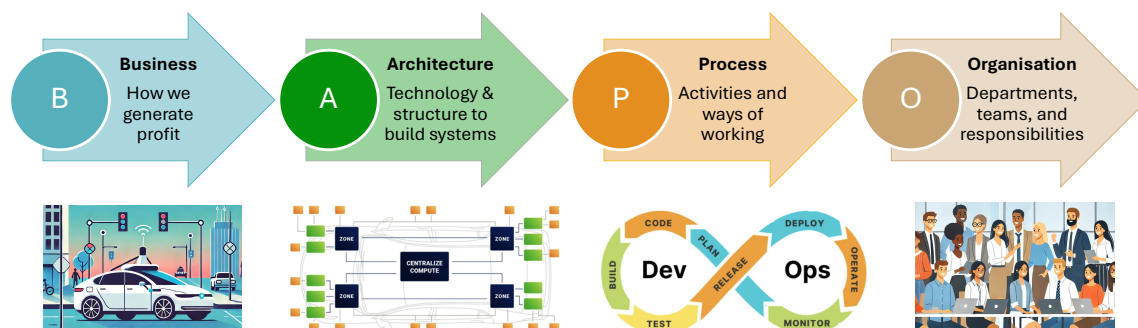 B
Business
How we
generate
profit
A
Architecture
Technology &
structure to
build systems
P
Process
Activities and
ways of
working
O
Organisation
Departments,
teams, and
responsibilities
ZONE
ZONE
CENTRALIZE
COMPUTE
ZONE
ZONE
CODE
PLAN
BUILD
Dev
TEST
RELEASE
DEPLOY
Ops
OPERATE
MONITOR